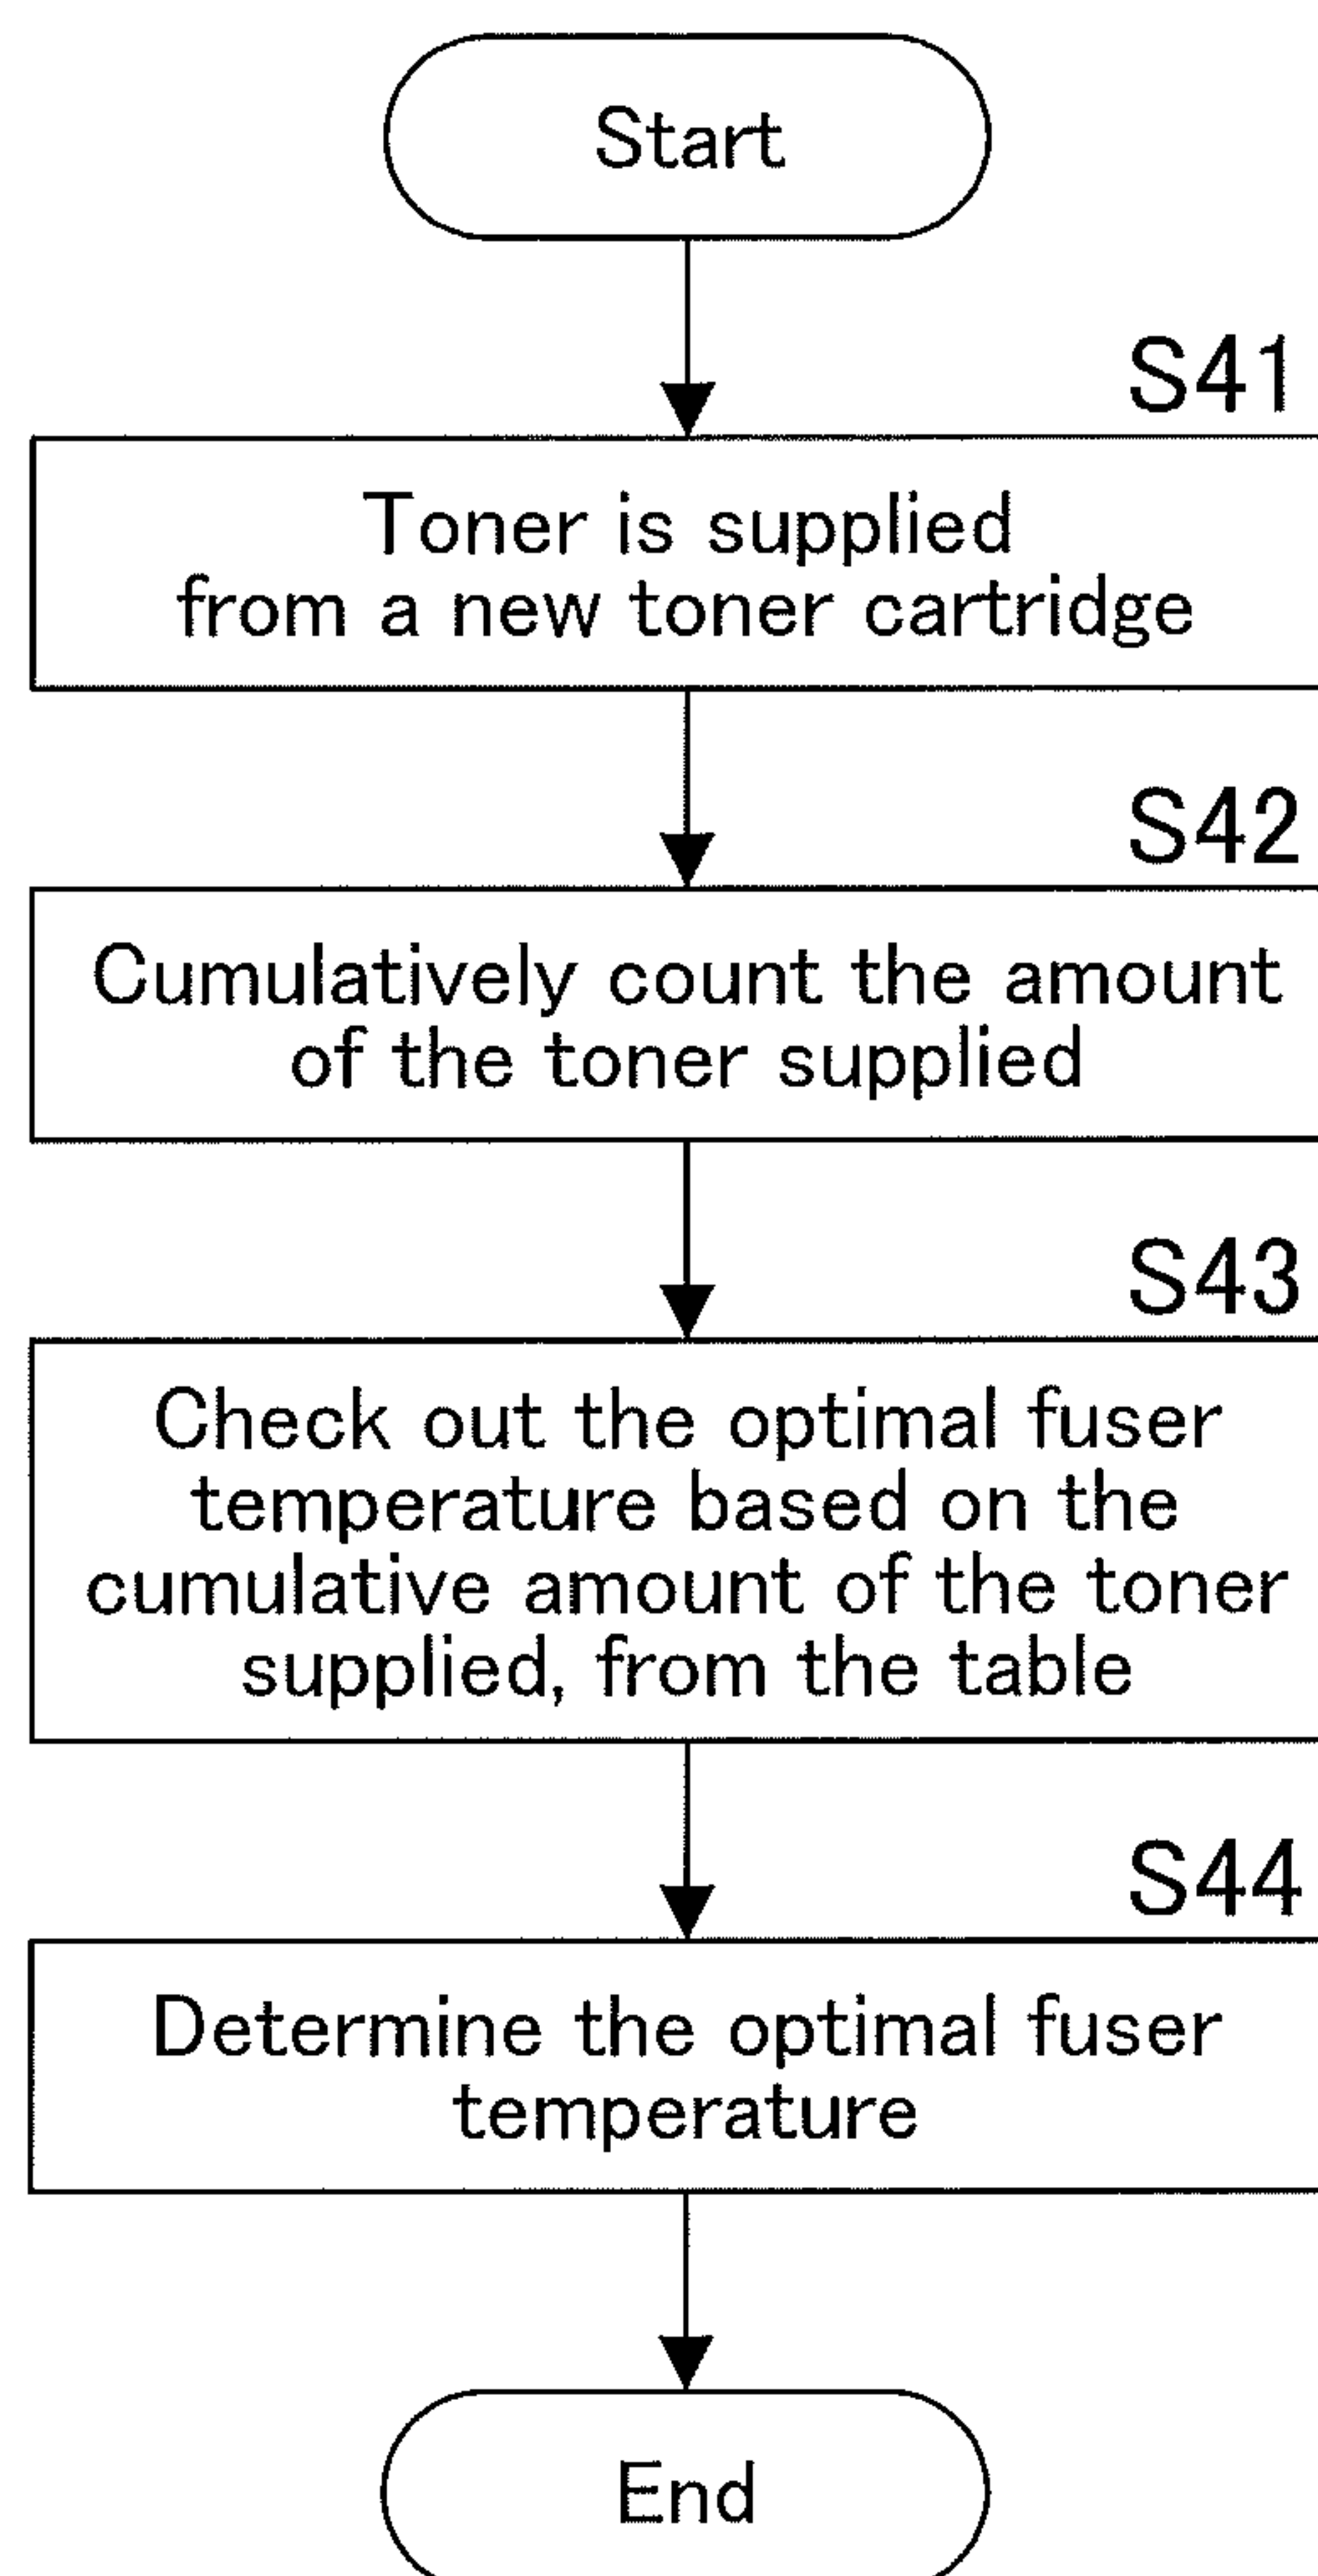 Start
S41
Toner is supplied
from a new toner cartridge
S42
Cumulatively count the amount
of the toner supplied
S43
Check out the optimal fuser
temperature based on the
cumulative amount of the toner
supplied, from the table
S44
Determine the optimal fuser
temperature
End